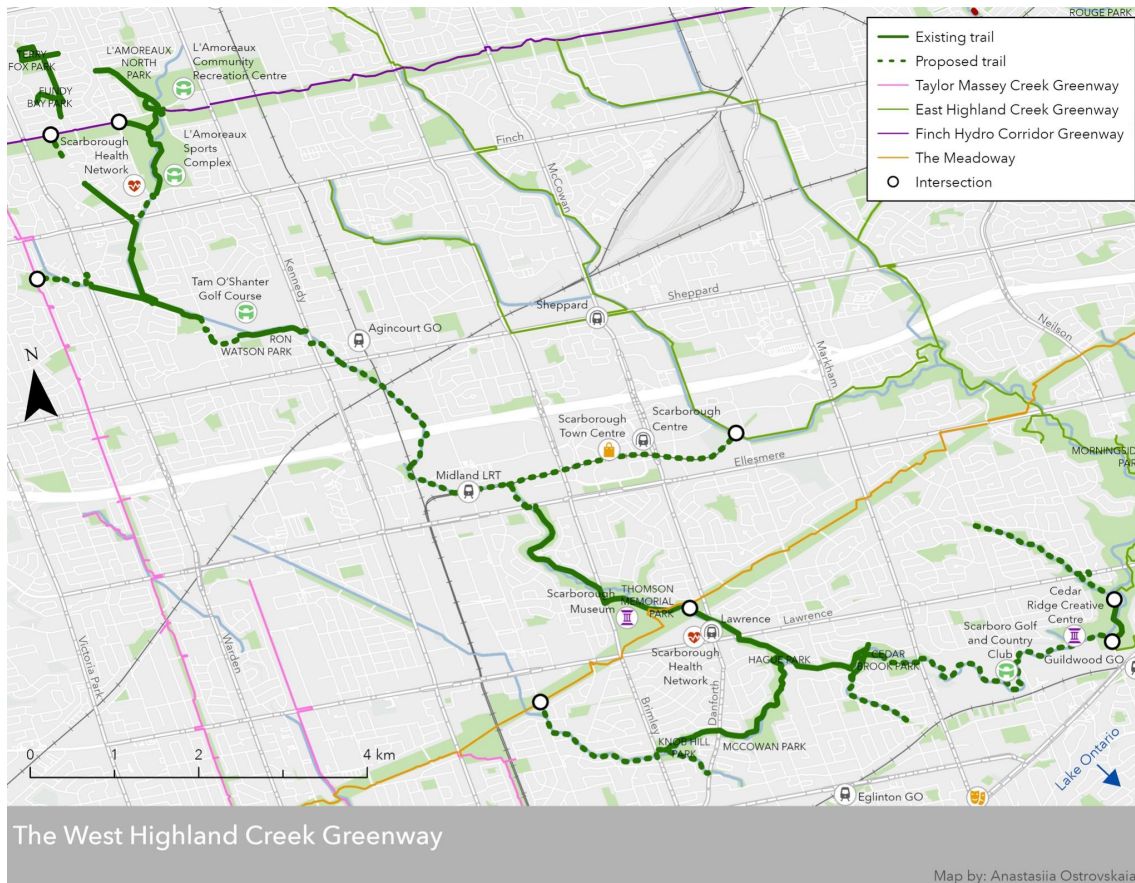 ROUGE PARK
Existing trail
Proposed trail
Taylor Massey Creek Greenway
East Highland Creek Greenway
Finch Hydro Corridor Greenway
The Meadoway
Intersection
TERRY
FOX PARK
FUNDY
BAY PARK
L'AMOREAUX
NORTH
PARK
L'Amoreaux
Community
Recreation Centre
L'Amoreaux
Sports
Complex
Scarborough
Health
Network
Finch
McCowan
Kennedy
Tam O'Shanter
Golf Course
RON
WATSON PARK
Agincourt GO
Sheppard
Sheppard
Markham
Neilson
N
Scarborough
Town Centre
Scarborough
Centre
Ellesmere
MORNINGSIDE
PAR
Midland LRT
Scarborough
Museum
THOMSON
MEMORIAL
PARK
Lawrence
Lawrence
Scarborough
Health
Network
HAGUE PARK
CEDAR
BROOK PARK
Cedar
Ridge Creative
Centre
Scarboro Golf
and Country
Club
Guildwood GO
Victoria Park
Warden
Brimley
Danforth
KNOB HILL
PARK
MCCOWAN PARK
Eglinton GO
Lake Ontario
0 1 2 4 km
The West Highland Creek Greenway
Map by: Anastasiia Ostrovskaia